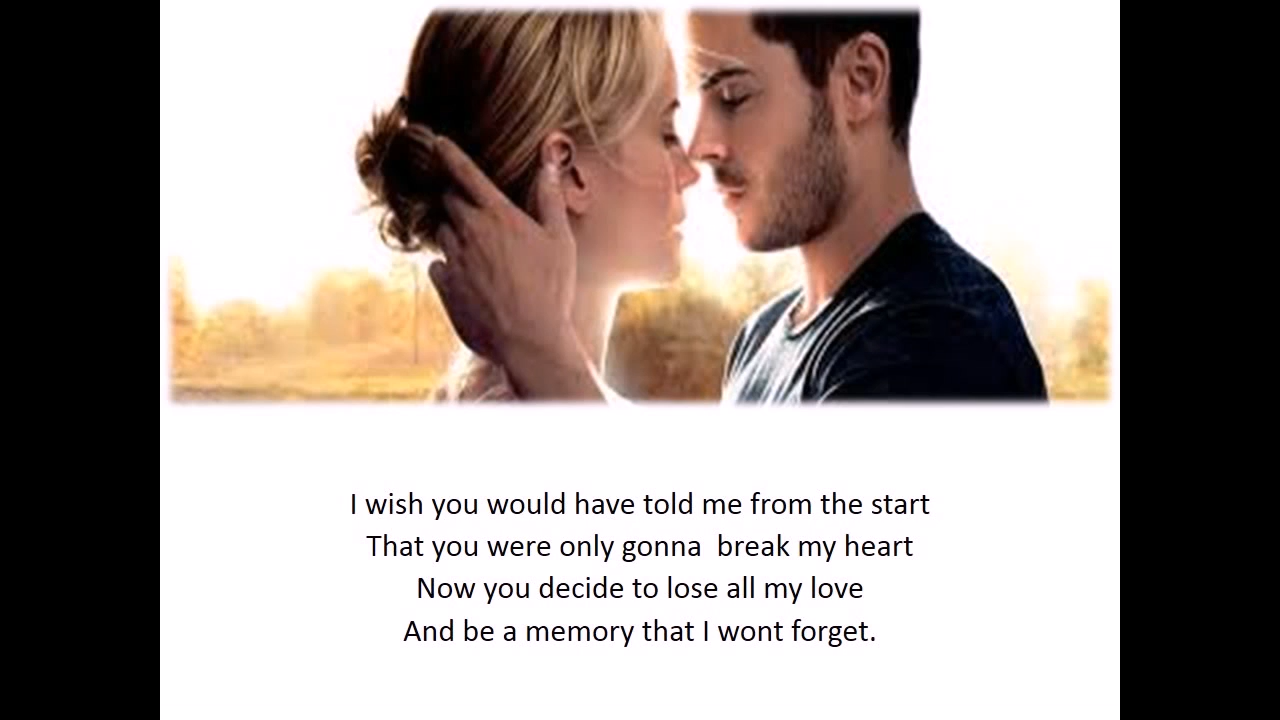 I wish you would have told me from the start
That you were only gonna  break my heart
Now you decide to lose all my love
And be a memory that I wont forget.